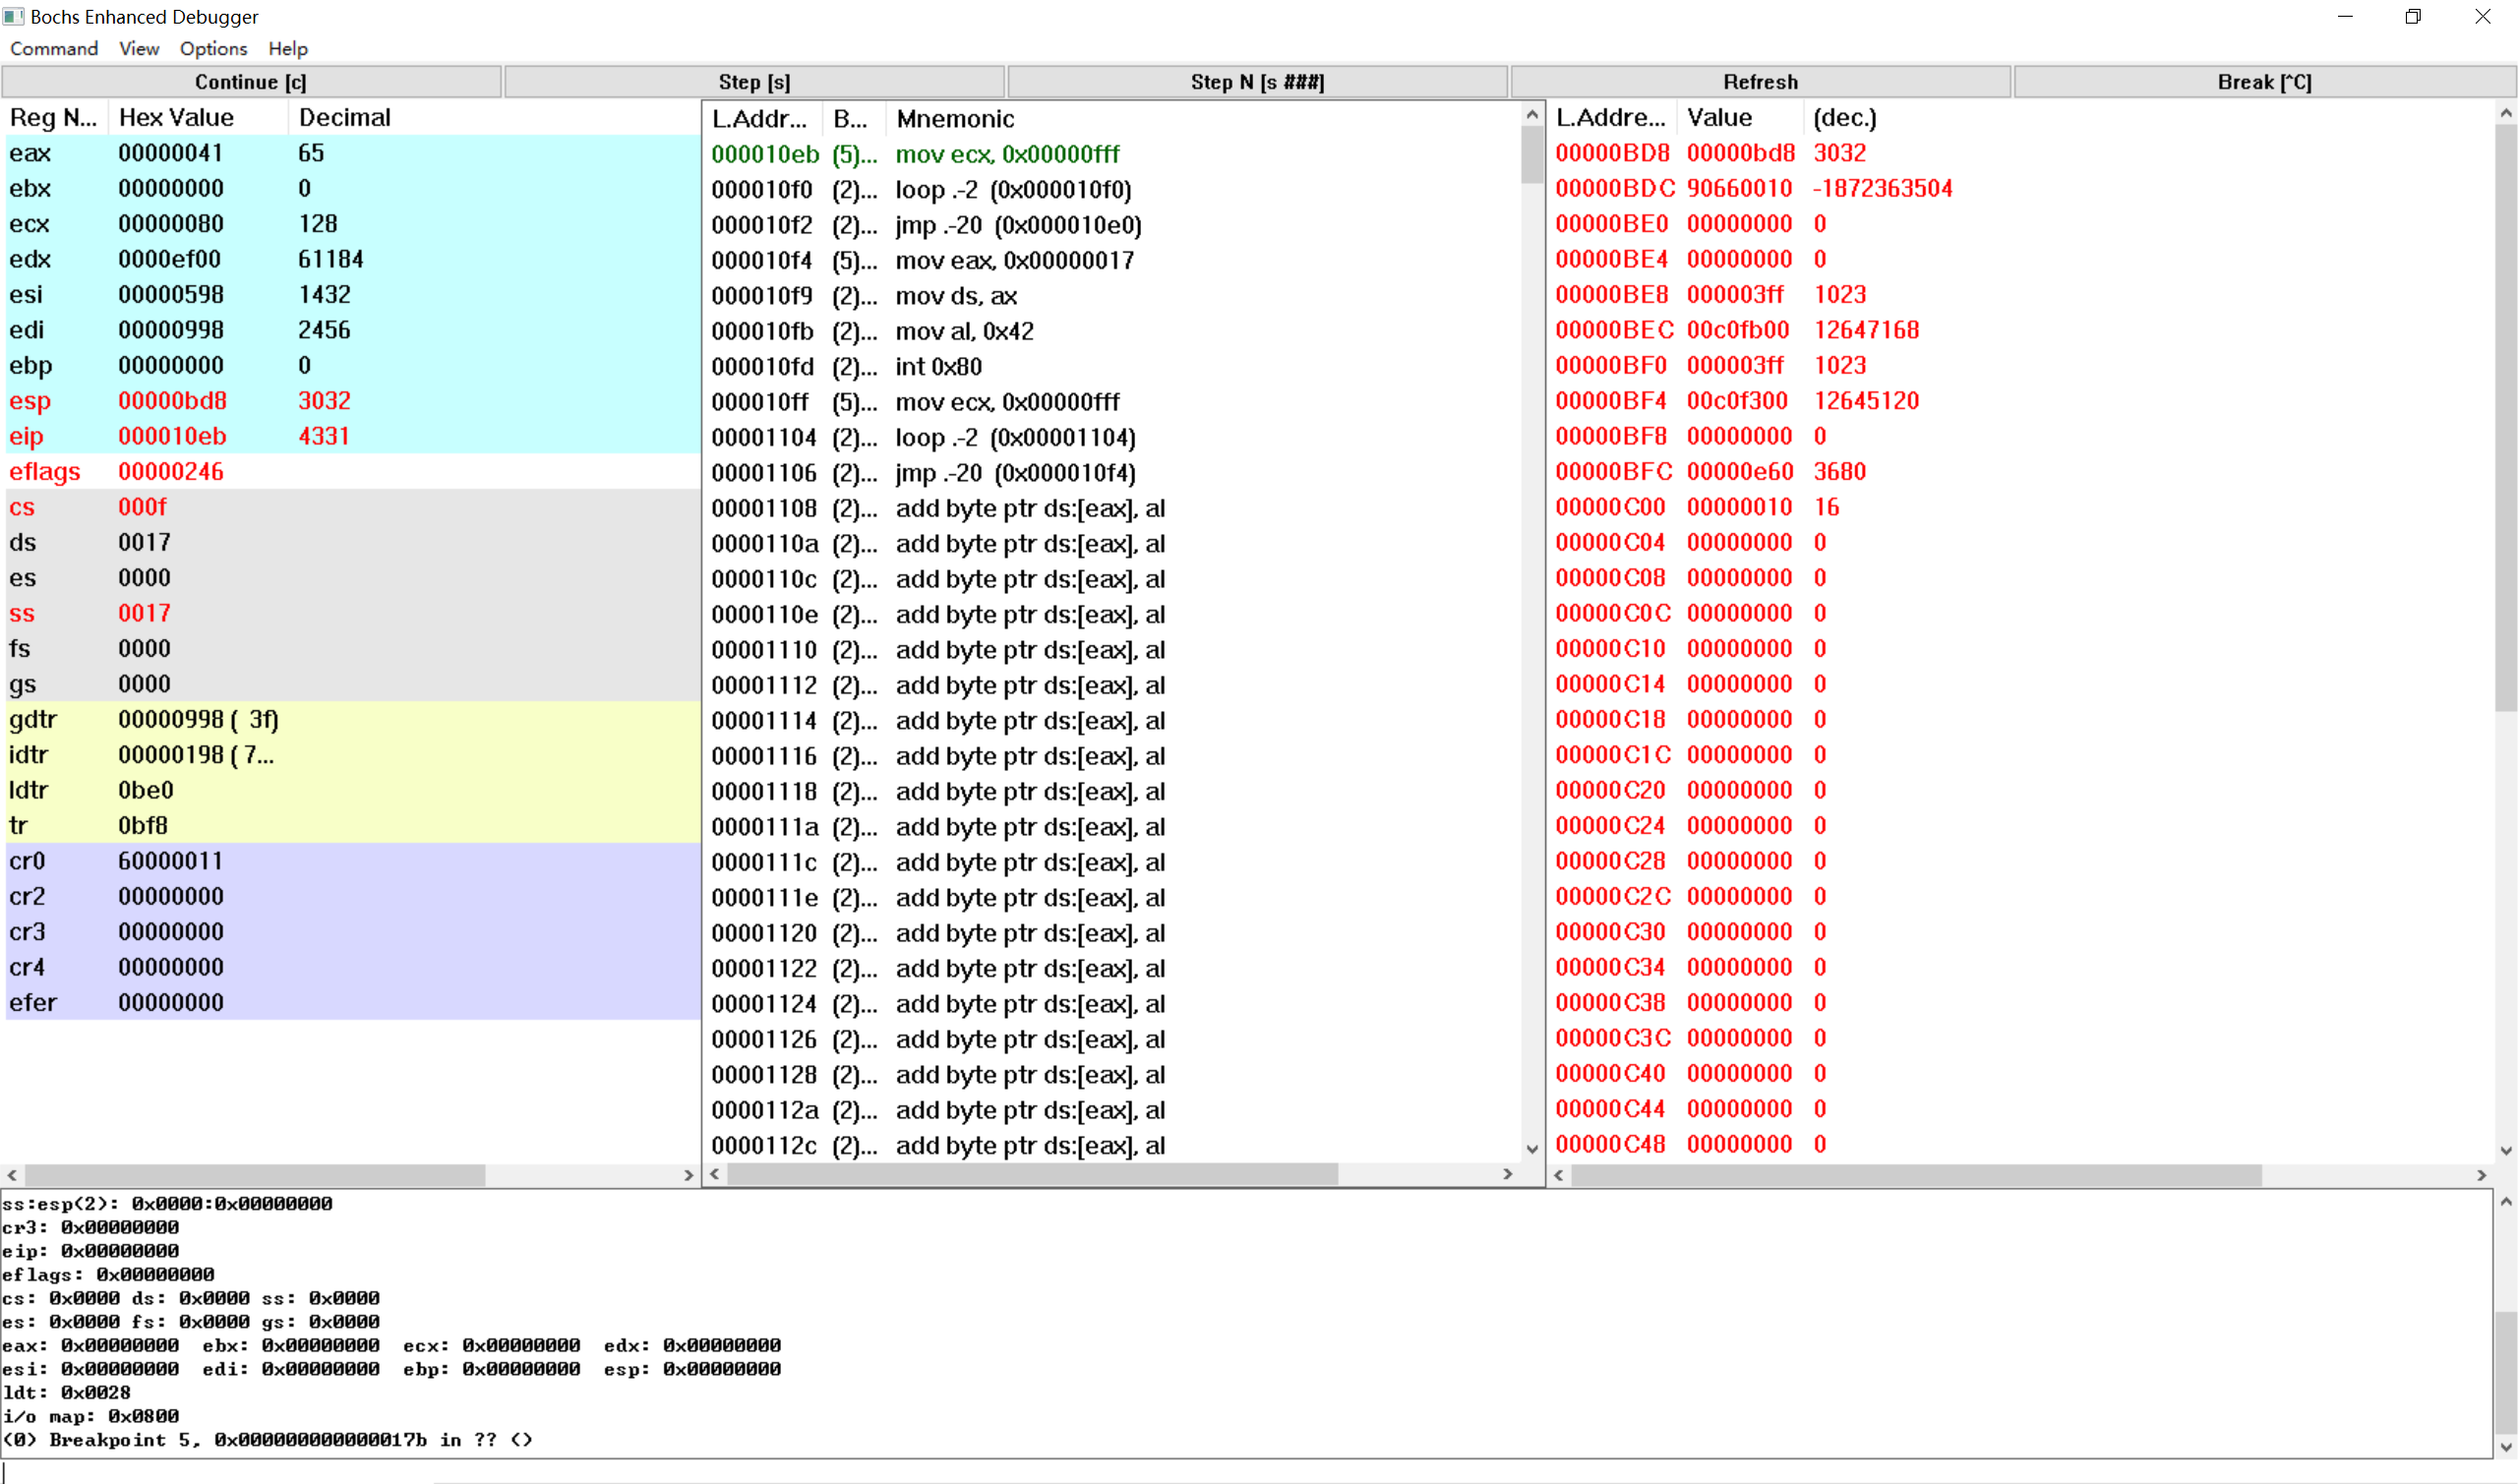 Bochs Enhanced Debugger
Command View Options Help
Continue [c] Step [s] Step N [s ###] Refresh Break [^C]
Reg N... Hex Value Decimal
eax 00000041 65
ebx 00000000 0
ecx 00000080 128
edx 0000ef00 61184
esi 00000598 1432
edi 00000998 2456
ebp 00000000 0
esp 00000bd8 3032
eip 000010eb 4331
eflags 00000246
cs 000f
ds 0017
es 0000
ss 0017
fs 0000
gs 0000
gdtr 00000998 ( 3f)
idtr 00000198 ( 7...
ldtr 0be0
tr 0bf8
cr0 60000011
cr2 00000000
cr3 00000000
cr4 00000000
efer 00000000
L.Addr... B... Mnemonic
000010eb (5)... mov ecx, 0x00000fff
000010f0 (2)... loop .-2 (0x000010f0)
000010f2 (2)... jmp .-20 (0x000010e0)
000010f4 (5)... mov eax, 0x00000017
000010f9 (2)... mov ds, ax
000010fb (2)... mov al, 0x42
000010fd (2)... int 0x80
000010ff (5)... mov ecx, 0x00000fff
00001104 (2)... loop .-2 (0x00001104)
00001106 (2)... jmp .-20 (0x000010f4)
00001108 (2)... add byte ptr ds:[eax], al
0000110a (2)... add byte ptr ds:[eax], al
0000110c (2)... add byte ptr ds:[eax], al
0000110e (2)... add byte ptr ds:[eax], al
00001110 (2)... add byte ptr ds:[eax], al
00001112 (2)... add byte ptr ds:[eax], al
00001114 (2)... add byte ptr ds:[eax], al
00001116 (2)... add byte ptr ds:[eax], al
00001118 (2)... add byte ptr ds:[eax], al
0000111a (2)... add byte ptr ds:[eax], al
0000111c (2)... add byte ptr ds:[eax], al
0000111e (2)... add byte ptr ds:[eax], al
00001120 (2)... add byte ptr ds:[eax], al
00001122 (2)... add byte ptr ds:[eax], al
00001124 (2)... add byte ptr ds:[eax], al
00001126 (2)... add byte ptr ds:[eax], al
00001128 (2)... add byte ptr ds:[eax], al
0000112a (2)... add byte ptr ds:[eax], al
0000112c (2)... add byte ptr ds:[eax], al
L.Addre... Value (dec.)
00000BD8 00000bd8 3032
00000BDC 90660010 -1872363504
00000BE0 00000000 0
00000BE4 00000000 0
00000BE8 000003ff 1023
00000BEC 00c0fb00 12647168
00000BF0 000003ff 1023
00000BF4 00c0f300 12645120
00000BF8 00000000 0
00000BFC 00000e60 3680
00000C00 00000010 16
00000C04 00000000 0
00000C08 00000000 0
00000C0C 00000000 0
00000C10 00000000 0
00000C14 00000000 0
00000C18 00000000 0
00000C1C 00000000 0
00000C20 00000000 0
00000C24 00000000 0
00000C28 00000000 0
00000C2C 00000000 0
00000C30 00000000 0
00000C34 00000000 0
00000C38 00000000 0
00000C3C 00000000 0
00000C40 00000000 0
00000C44 00000000 0
00000C48 00000000 0
ss:esp(2): 0x0000:0x00000000
cr3: 0x00000000
eip: 0x00000000
eflags: 0x00000000
cs: 0x0000 ds: 0x0000 ss: 0x0000
es: 0x0000 fs: 0x0000 gs: 0x0000
eax: 0x00000000 ebx: 0x00000000 ecx: 0x00000000 edx: 0x00000000
esi: 0x00000000 edi: 0x00000000 ebp: 0x00000000 esp: 0x00000000
ldt: 0x0028
i/o map: 0x0800
(0) Breakpoint 5, 0x000000000000017b in ?? ()